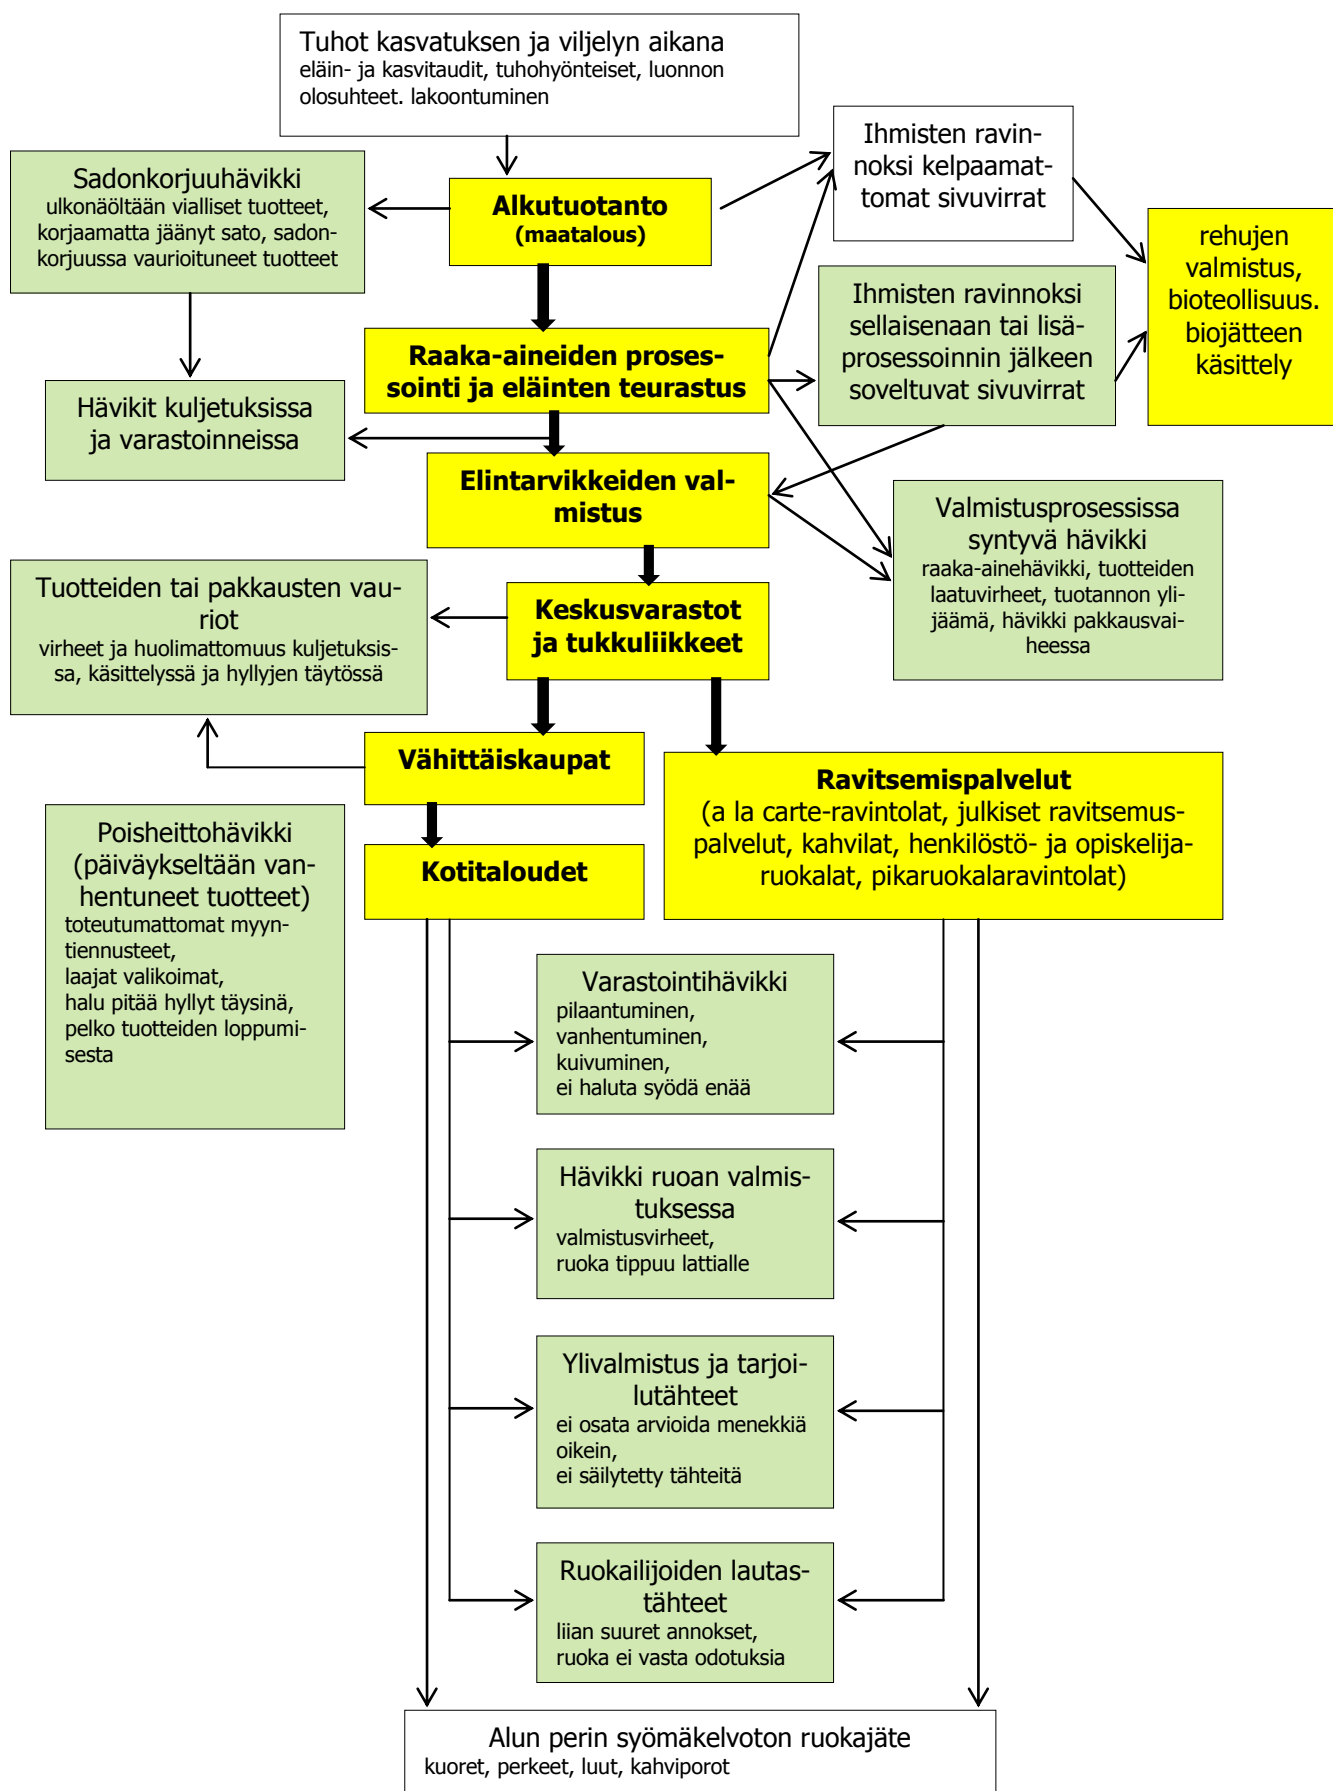 Tuhot kasvatuksen ja viljelyn aikana
eläin- ja kasvitaudit, tuhohyönteiset, luonnon
olosuhteet. lakoontuminen
Ihmisten ravin-
noksi kelpaamat-
tomat sivuvirrat
Sadonkorjuuhävikki
ulkonäöltään vialliset tuotteet,
korjaamatta jäänyt sato, sadon-
korjuussa vaurioituneet tuotteet
Alkutuotanto
(maatalous)
rehujen
valmistus,
bioteollisuus.
biojätteen
käsittely
Ihmisten ravinnoksi
sellaisenaan tai lisä-
prosessoinnin jälkeen
soveltuvat sivuvirrat
Raaka-aineiden proses-
sointi ja eläinten teurastus
Hävikit kuljetuksissa
ja varastoinneissa
Elintarvikkeiden val-
mistus
Valmistusprosessissa
syntyvä hävikki
raaka-ainehävikki, tuotteiden
laatuvirheet, tuotannon yli-
jäämä, hävikki pakkausvai-
heessa
Tuotteiden tai pakkausten vau-
riot
virheet ja huolimattomuus kuljetuksis-
sa, käsittelyssä ja hyllyjen täytössä
Keskusvarastot
ja tukkuliikkeet
Vähittäiskaupat
Ravitsemispalvelut
(a la carte-ravintolat, julkiset ravitsemus-
palvelut, kahvilat, henkilöstö- ja opiskelija-
ruokalat, pikaruokalaravintolat)
Poisheittohävikki
(päiväykseltään van-
hentuneet tuotteet)
toteutumattomat myyn-
tiennusteet,
laajat valikoimat,
halu pitää hyllyt täysinä,
pelko tuotteiden loppumi-
sesta
Kotitaloudet
Varastointihävikki
pilaantuminen,
vanhentuminen,
kuivuminen,
ei haluta syödä enää
Hävikki ruoan valmis-
tuksessa
valmistusvirheet,
ruoka tippuu lattialle
Ylivalmistus ja tarjoi-
lutähteet
ei osata arvioida menekkiä
oikein,
ei säilytetty tähteitä
Ruokailijoiden lautas-
tähteet
liian suuret annokset,
ruoka ei vasta odotuksia
Alun perin syömäkelvoton ruokajäte
kuoret, perkeet, luut, kahviporot